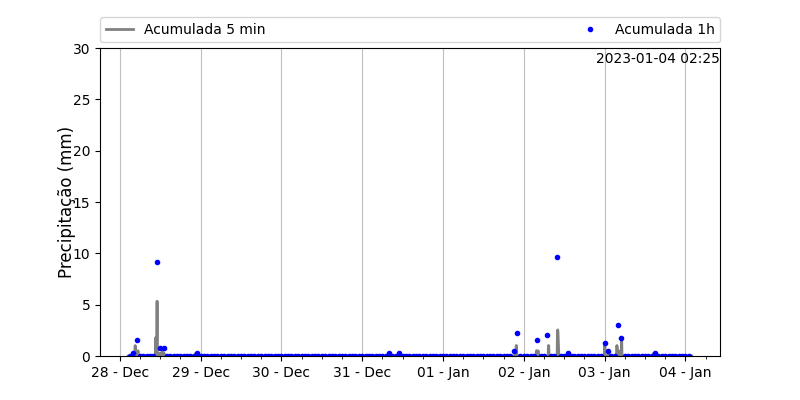 Acumulada 5 min
Acumulada 1h
2023-01-04 02:25
Precipitação (mm)
30
25
20
15
10
5
0
28 - Dec
29 - Dec
30 - Dec
31 - Dec
01 - Jan
02 - Jan
03 - Jan
04 - Jan